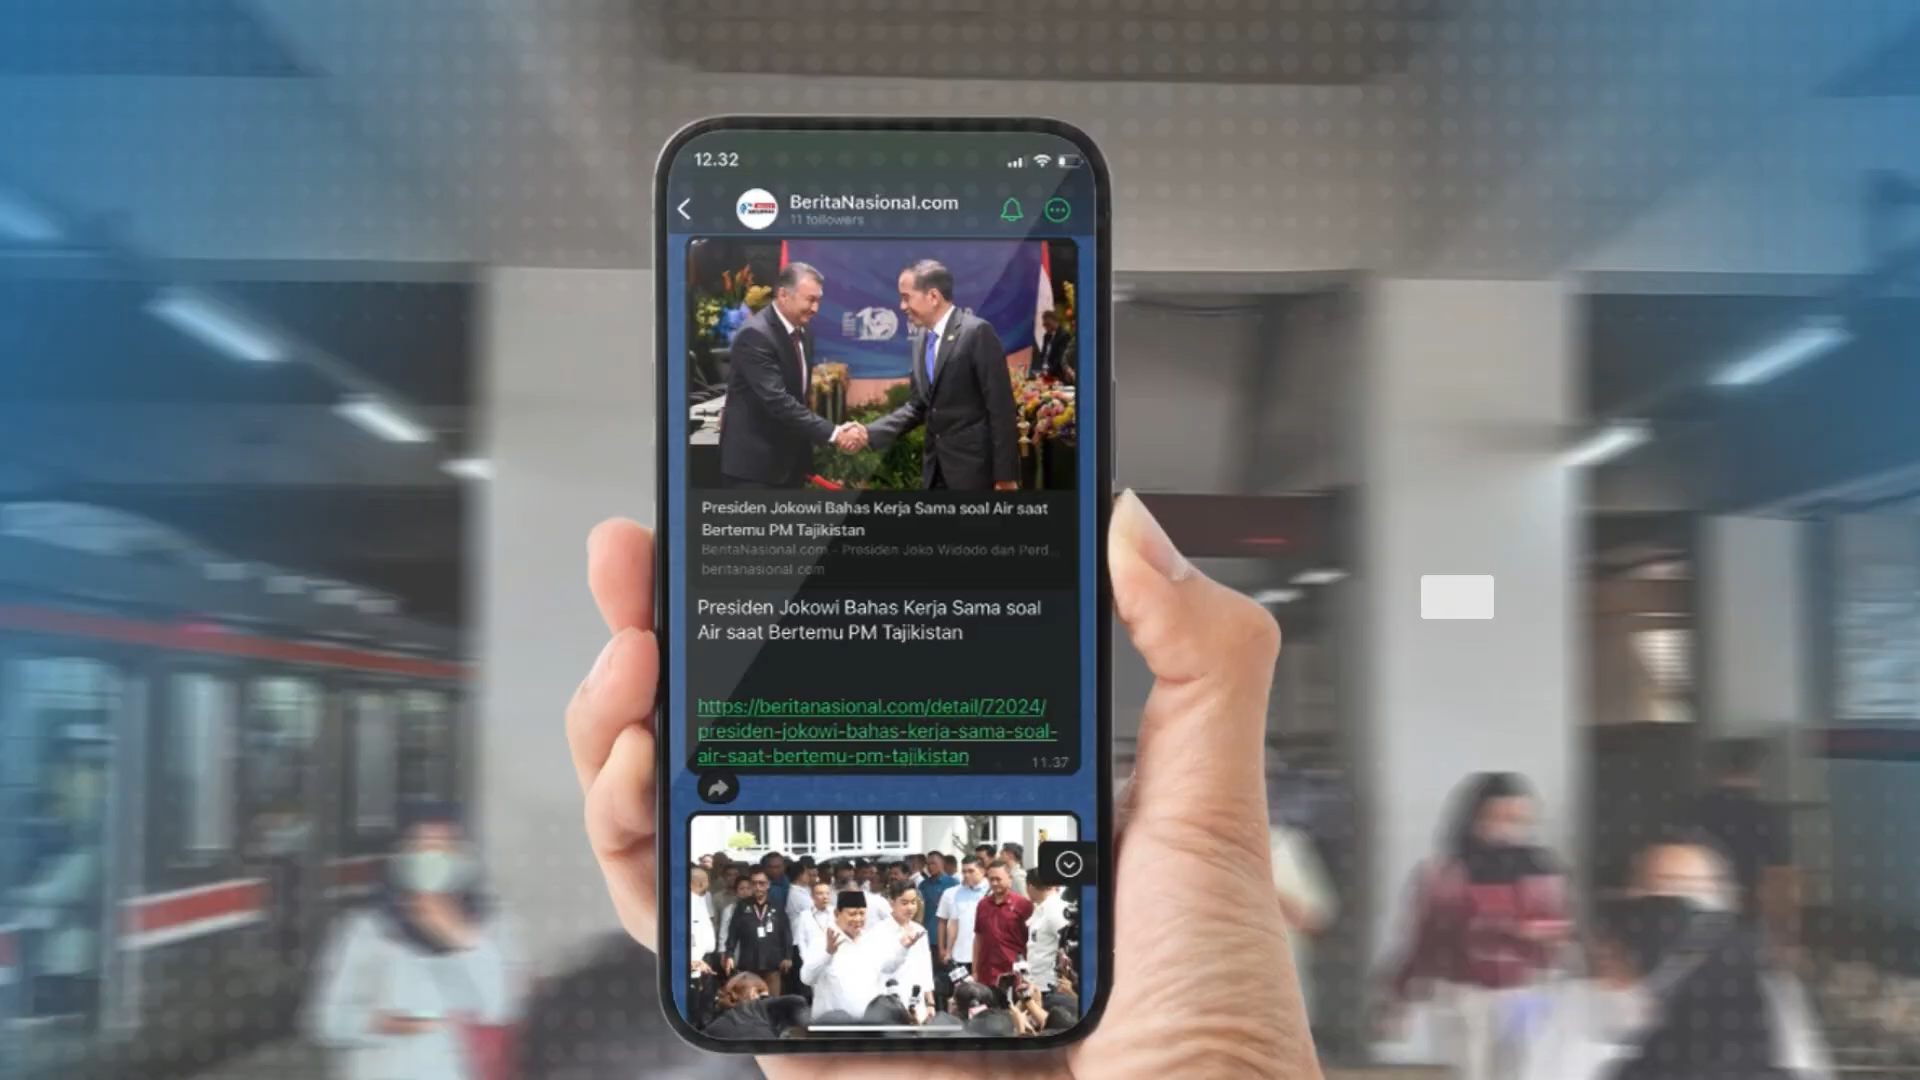 12.32
BeritaNasional.com
11 followers
10
Presiden Jokowi Bahas Kerja Sama soal Air saat
Bertemu PM Tajikistan
BeritaNasional.com - Presiden Joko Widodo dan Perd...
beritanasional.com
Presiden Jokowi Bahas Kerja Sama soal
Air saat Bertemu PM Tajikistan
https://beritanasional.com/detail/72024/
presiden-jokowi-bahas-kerja-sama-soal-
air-saat-bertemu-pm-tajikistan
11.37